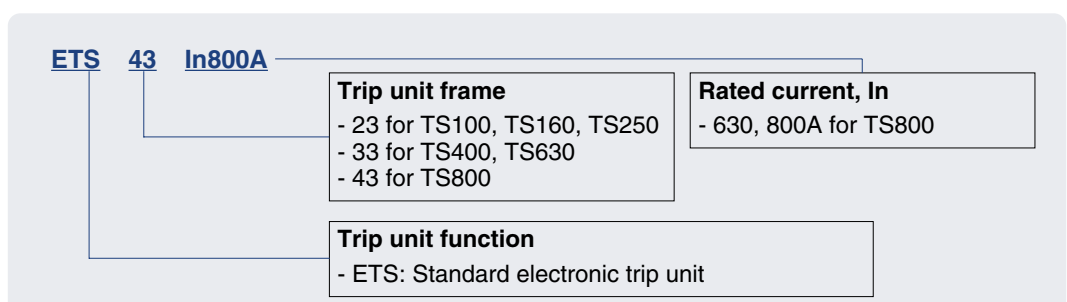 ETS 43 In800A
Trip unit frame
- 23 for TS100, TS160, TS250
- 33 for TS400, TS630
- 43 for TS800
Rated current, In
- 630, 800A for TS800
Trip unit function
- ETS: Standard electronic trip unit